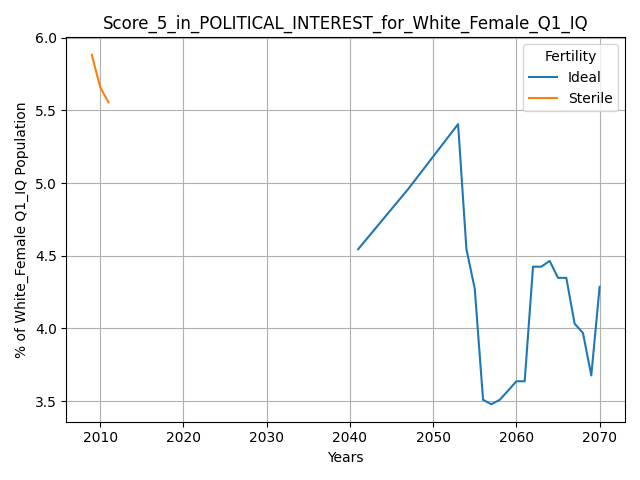 Score_5_in_POLITICAL_INTEREST_for_White_Female_Q1_IQ
% of White_Female Q1_IQ Population
6.0
5.5
5.0
4.5
4.0
3.5
Fertility
Ideal
Sterile
2010
2020
2030
2040
2050
2060
2070
Years